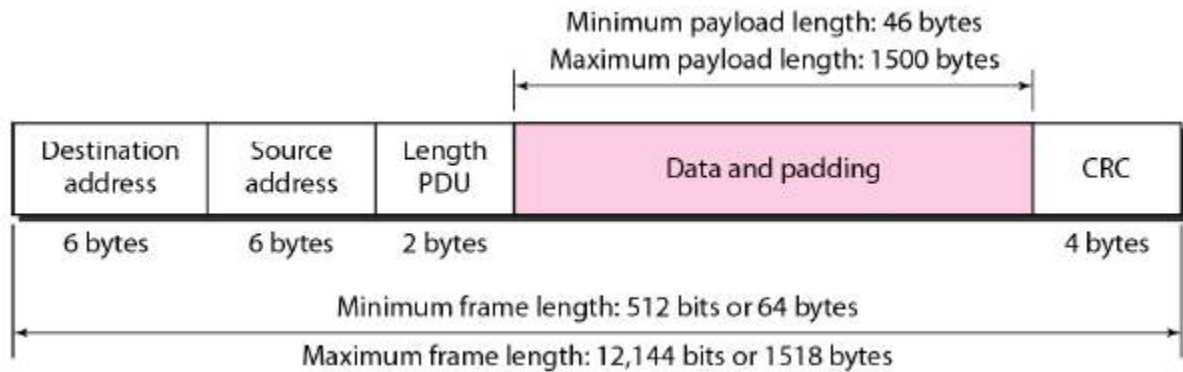 Minimum payload length: 46 bytes
Maximum payload length: 1500 bytes
Destination
address
Source
address
Length
PDU
Data and padding
CRC
6 bytes
6 bytes
2 bytes
4 bytes
Minimum frame length: 512 bits or 64 bytes
Maximum frame length: 12,144 bits or 1518 bytes